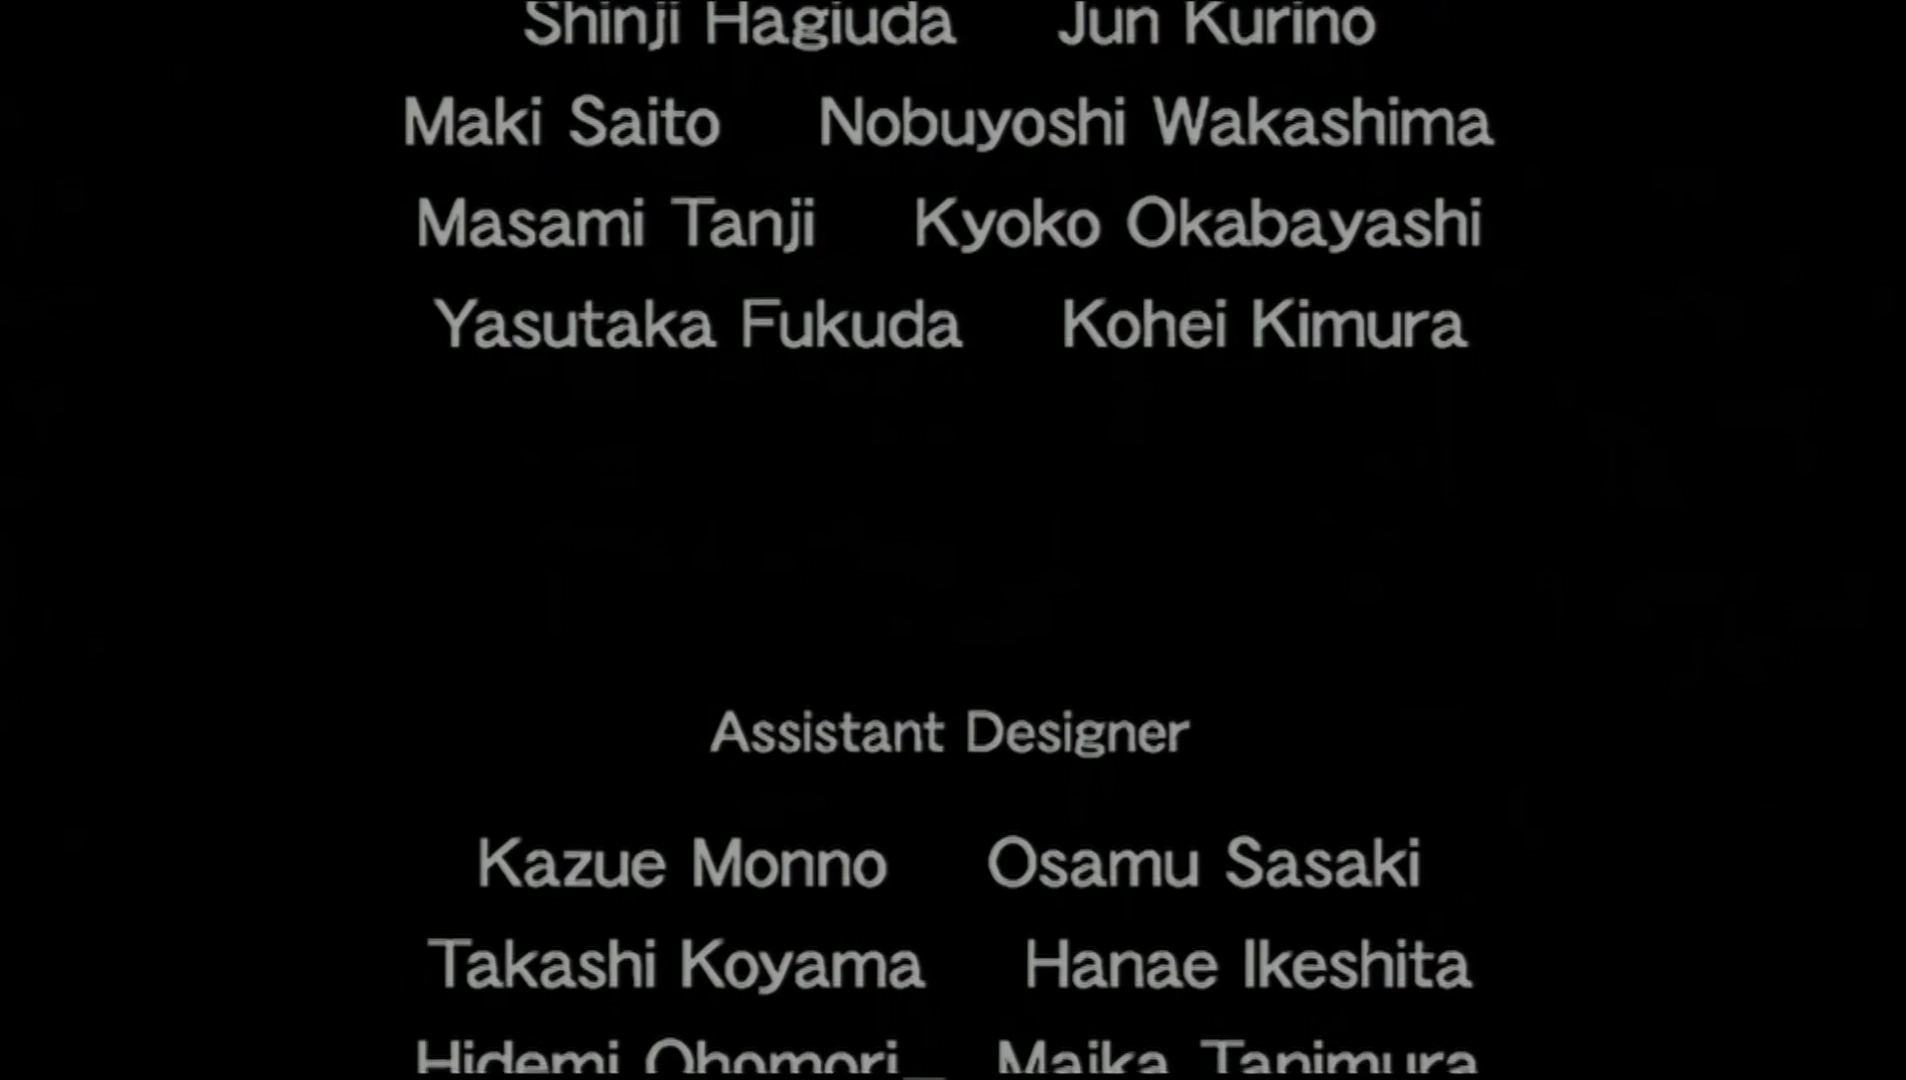 Shinji Hagiuda Jun Kurino
Maki Saito Nobuyoshi Wakashima
Masami Tanji Kyoko Okabayashi
Yasutaka Fukuda Kohei Kimura
Assistant Designer
Kazue Monno Osamu Sasaki
Takashi Koyama Hanae Ikeshita
Hidemi Ohomori Maika Tanimura